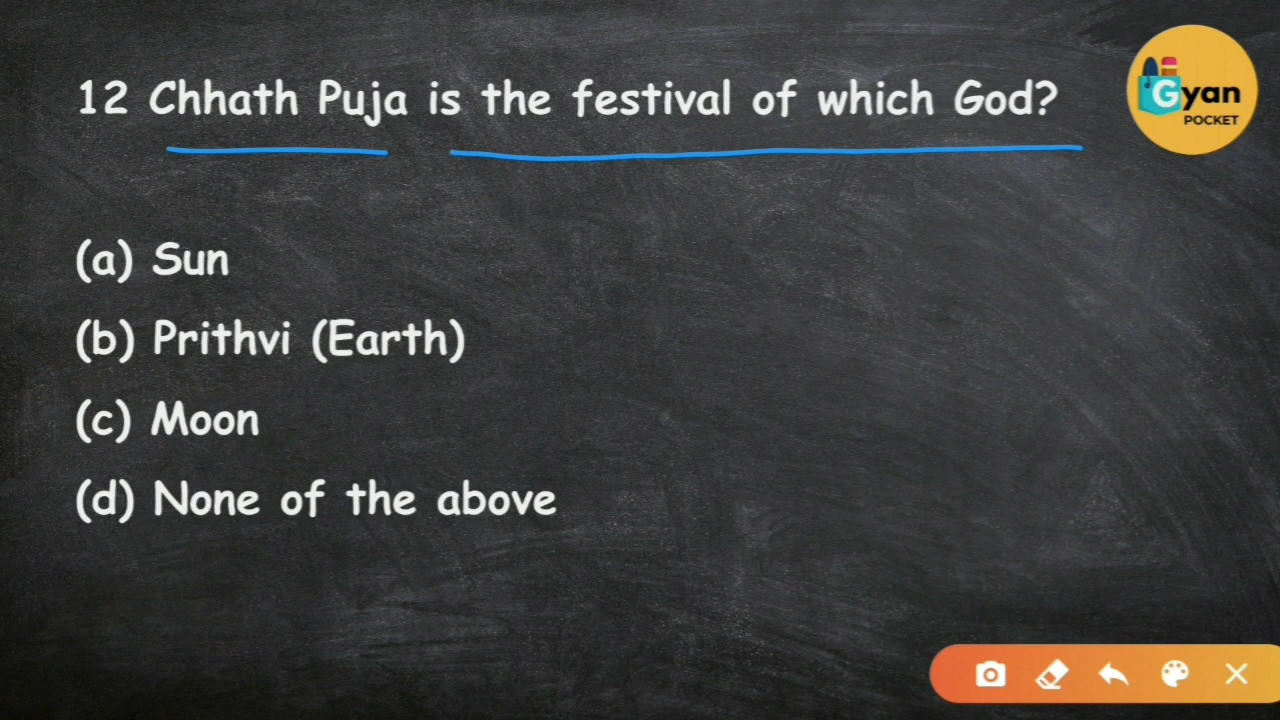 12 Chhath Puja is the festival of which God?
Gyan
POCKET
(a) Sun
(b) Prithvi (Earth)
(c) Moon
(d) None of the above